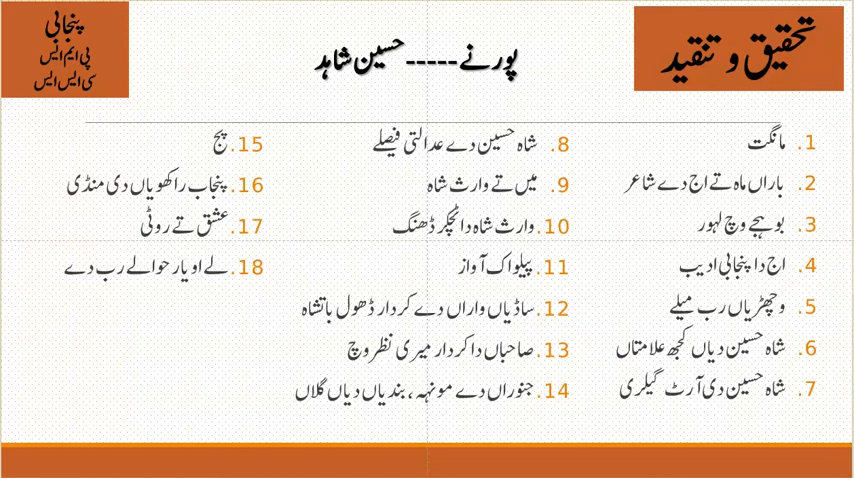 تحقیق و تنقید
پورنے-----حسین شاہد
پنجابی
پی ایم ایس
سی ایس ایس
1. مانگت
2. باراں ماہ تے اج دے شاعر
3. بوہجے وچ لہور
4. اج دا پنجابی ادیب
5. وچھڑیاں رب میلے
6. شاہ حسین دیاں کجھ علامتاں
7. شاہ حسین دی آرٹ گیلری
8. شاہ حسین دے عدالتی فیصلے
9. میں تے وارث شاہ
10. وارث شاہ دا ٹچکر ڈھنگ
11. پیلو اک آواز
12. ساڈیاں واراں دے کردار ڈھول باتشاہ
13. صاحباں دا کردار میری نظر وچ
14. جنوراں دے مونہہ ، بندیاں دیاں گلاں
15. پچ
16. پنجاب راکھویاں دی منڈی
17. عشق تے روٹی
18. لے او یار حوالے رب دے